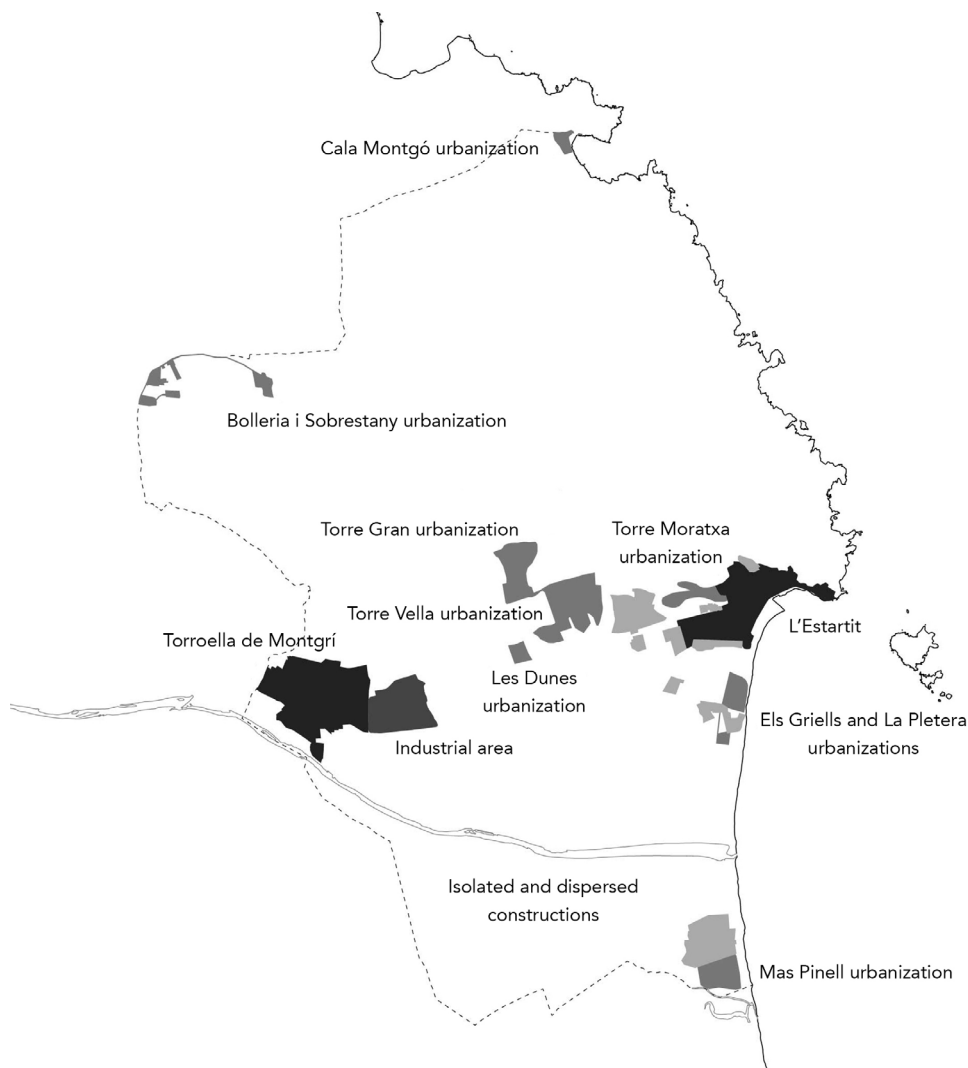 Cala Montgó urbanization
Bolleria i Sobrestany urbanization
Torre Gran urbanization
Torre Moratxa
urbanization
Torre Vella urbanization
L’Estartit
Torroella de Montgrí
Les Dunes
urbanization
Els Griells and La Pletera
urbanizations
Industrial area
Isolated and dispersed
constructions
Mas Pinell urbanization